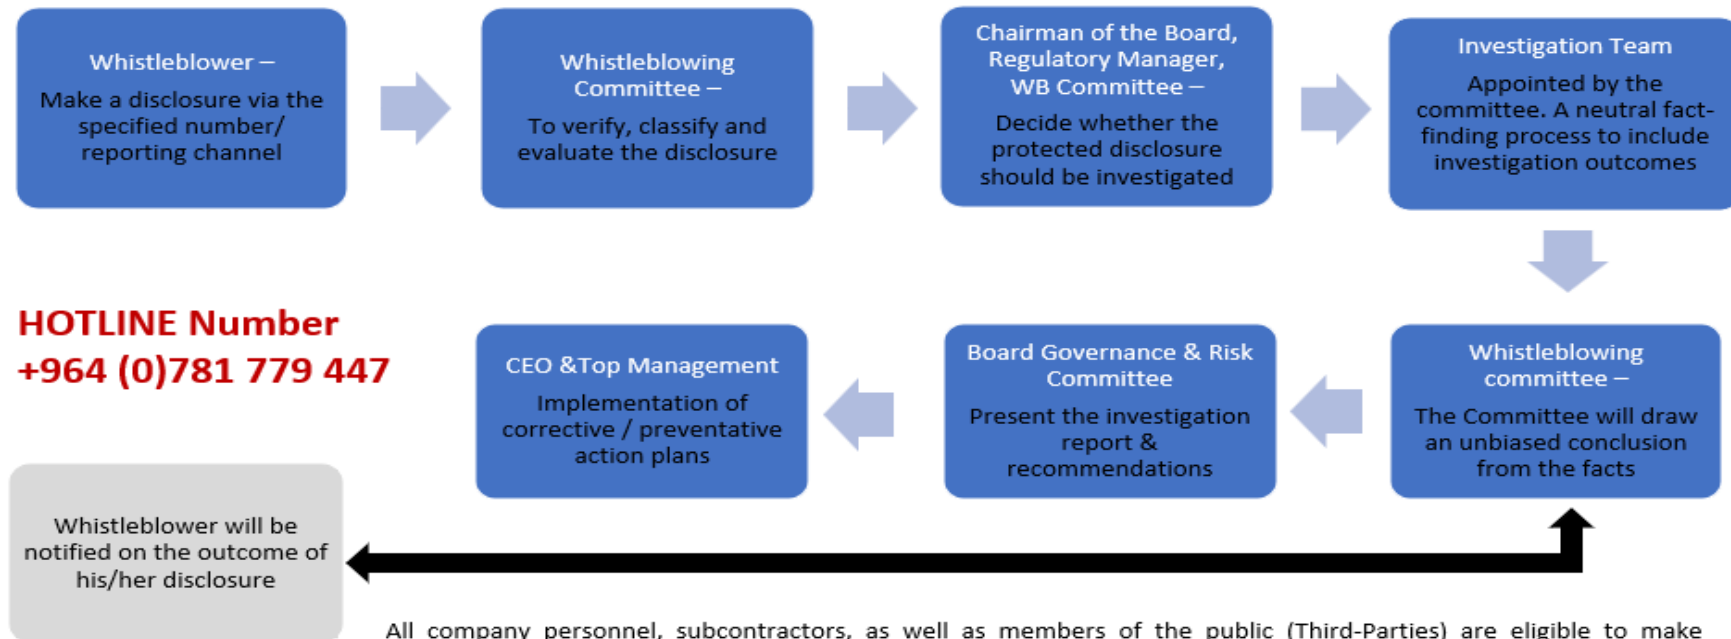 Whistleblower –
Make a disclosure via the
specified number/
reporting channel
Whistleblowing
Committee –
To verify, classify and
evaluate the disclosure
Chairman of the Board,
Regulatory Manager,
WB Committee –
Decide whether the
protected disclosure
should be investigated
Investigation Team
Appointed by the
committee. A neutral fact-
finding process to include
investigation outcomes
HOTLINE Number
+964 (0)781 779 447
CEO &Top Management
Implementation of
corrective / preventative
action plans
Board Governance & Risk
Committee
Present the investigation
report &
recommendations
Whistleblowing
committee –
The Committee will draw
an unbiased conclusion
from the facts
Whistleblower will be
notified on the outcome of
his/her disclosure
All company personnel, subcontractors, as well as members of the public (Third-Parties) are eligible to make